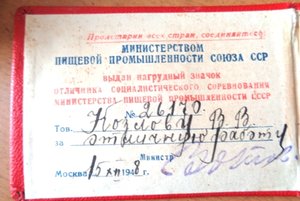 Пролетарии всех стран, соединяйтесь!
МИНИСТЕРСТВОМ
ПИЩЕВОЙ ПРОМЫШЛЕННОСТИ СОЮЗА ССР
ВЫДАН НАГРУДНЫЙ ЗНАЧОК
ОТЛИЧНИКА СОЦИАЛИСТИЧЕСКОГО СОРЕВНОВАНИЯ
МИНИСТЕРСТВА ПИЩЕВОЙ ПРОМЫШЛЕННОСТИ СССР
№
Тов. Козлову В. В.
за отличную работу
Министр
Москва 15 XII 1948